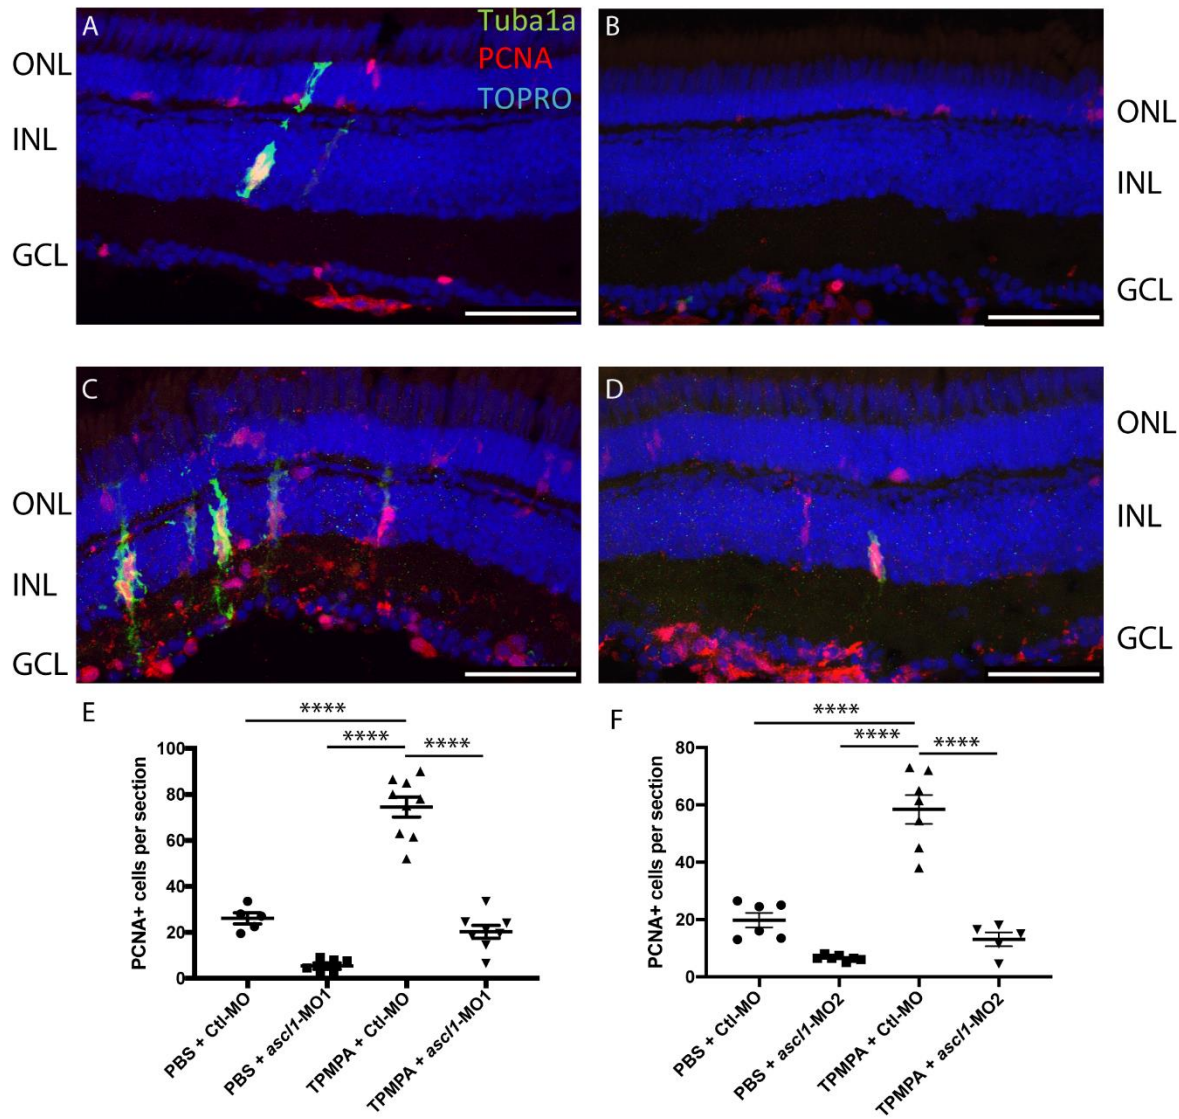 A
Tuba1a
PCNA
TOPRO
ONL
INL
GCL
B
ONL
INL
GCL
C
ONL
INL
GCL
D
ONL
INL
GCL
E
****
**** ****
100
80
60
40
20
0
PCNA+ cells per section
PBS + Ctl-MO
PBS + ascl1-MO1
TPMPA + Ctl-MO
TPMPA + ascl1-MO1
F
****
**** ****
80
60
40
20
0
PCNA+ cells per section
PBS + Ctl-MO
PBS + ascl1-MO2
TPMPA + Ctl-MO
TPMPA + ascl1-MO2